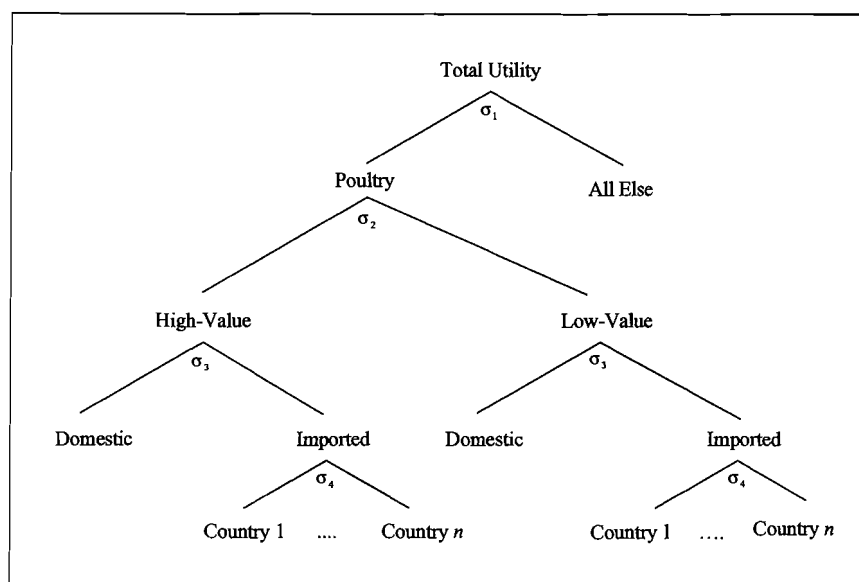 Total Utility
σ₁
Poultry
All Else
σ₂
High-Value
Low-Value
σ₃
σ₃
Domestic
Imported
Domestic
Imported
σ₄
σ₄
Country 1 .... Country n
Country 1 .... Country n